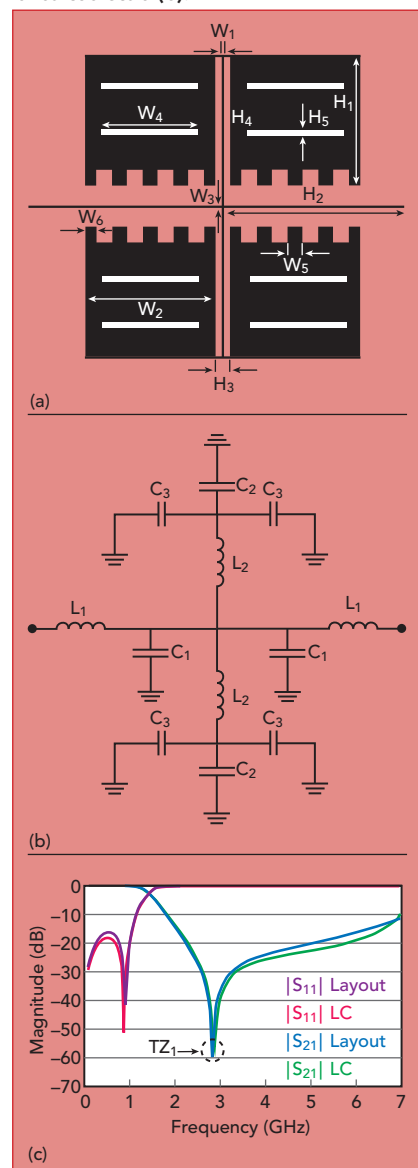 W1
W4
H5
H4
H1
W3
H2
W6
W5
W2
H3
(a)
C2
C3
C3
L2
L1
L1
C1
C1
L2
C3
C3
C2
(b)
0
−10
−20
−30
−40
−50
−60
−70
Magnitude (dB)
|S11| Layout
|S11| LC
|S21| Layout
|S21| LC
TZ1
0 1 2 3 4 5 6 7
Frequency (GHz)
(c)